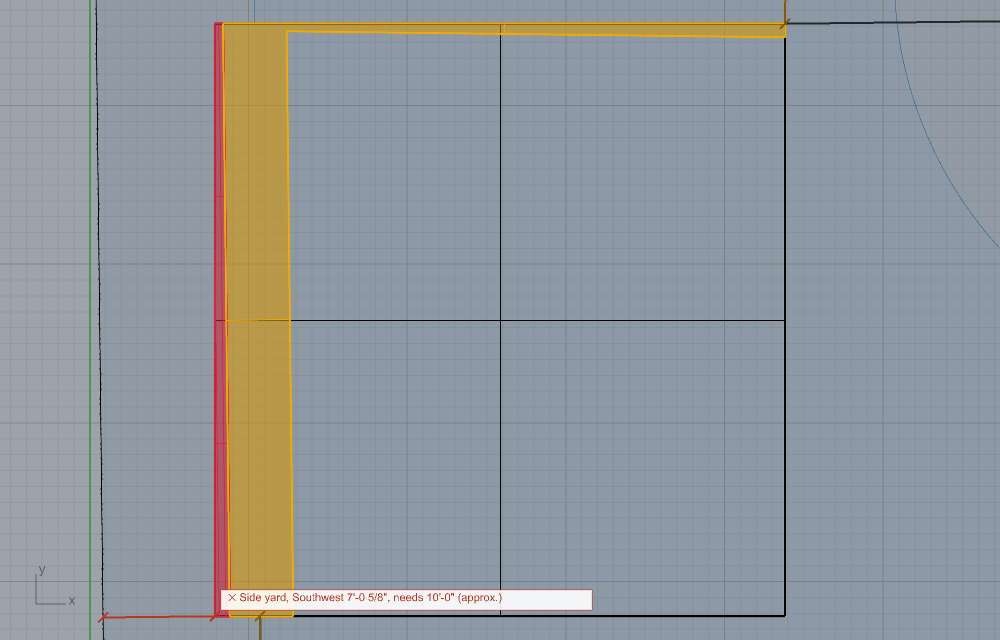 × Side yard, Southwest 7'-0 5/8", needs 10'-0" (approx.)
y
x